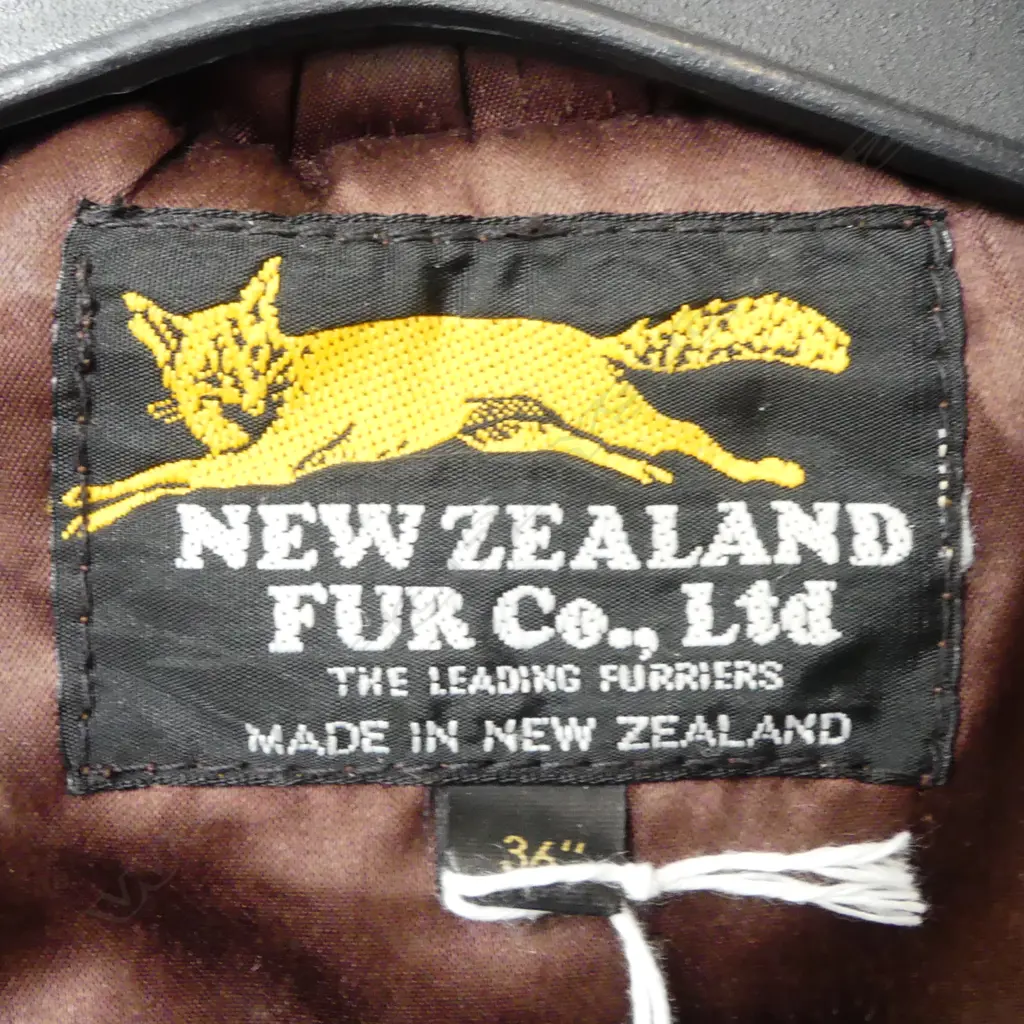 NEW ZEALAND
FUR Co., Ltd
THE LEADING FURRIERS
MADE IN NEW ZEALAND
36"